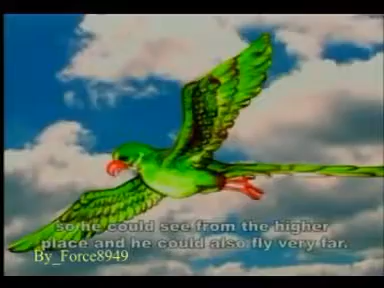 so he could see from the higher
place and he could also fly very far.
By_Force8949